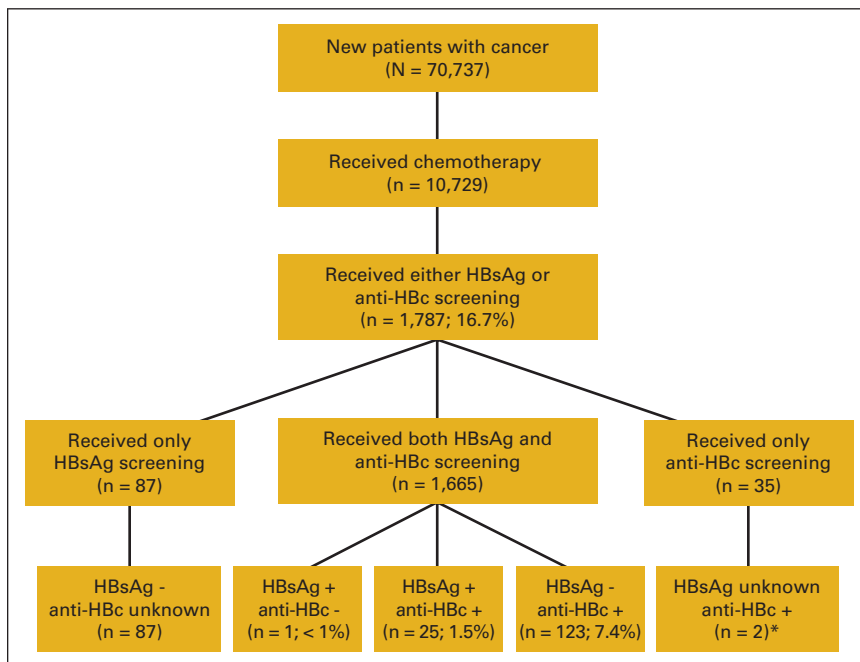 New patients with cancer
(N = 70,737)
Received chemotherapy
(n = 10,729)
Received either HBsAg or
anti-HBc screening
(n = 1,787; 16.7%)
Received only
HBsAg screening
(n = 87)
Received both HBsAg and
anti-HBc screening
(n = 1,665)
Received only
anti-HBc screening
(n = 35)
HBsAg -
anti-HBc unknown
(n = 87)
HBsAg +
anti-HBc -
(n = 1; < 1%)
HBsAg +
anti-HBc +
(n = 25; 1.5%)
HBsAg -
anti-HBc +
(n = 123; 7.4%)
HBsAg unknown
anti-HBc +
(n = 2)*